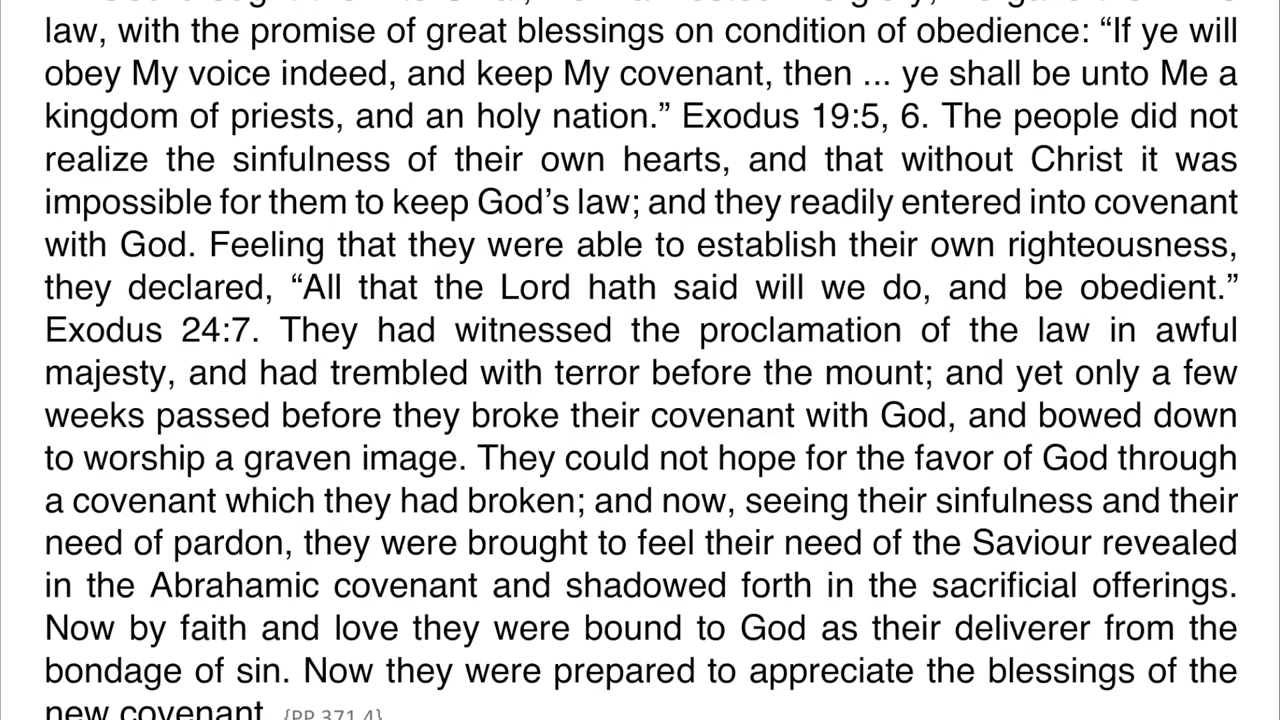 law, with the promise of great blessings on condition of obedience: “If ye will
obey My voice indeed, and keep My covenant, then ... ye shall be unto Me a
kingdom of priests, and an holy nation.” Exodus 19:5, 6. The people did not
realize the sinfulness of their own hearts, and that without Christ it was
impossible for them to keep God’s law; and they readily entered into covenant
with God. Feeling that they were able to establish their own righteousness,
they declared, “All that the Lord hath said will we do, and be obedient.”
Exodus 24:7. They had witnessed the proclamation of the law in awful
majesty, and had trembled with terror before the mount; and yet only a few
weeks passed before they broke their covenant with God, and bowed down
to worship a graven image. They could not hope for the favor of God through
a covenant which they had broken; and now, seeing their sinfulness and their
need of pardon, they were brought to feel their need of the Saviour revealed
in the Abrahamic covenant and shadowed forth in the sacrificial offerings.
Now by faith and love they were bound to God as their deliverer from the
bondage of sin. Now they were prepared to appreciate the blessings of the
new covenant. {PP 371.4}